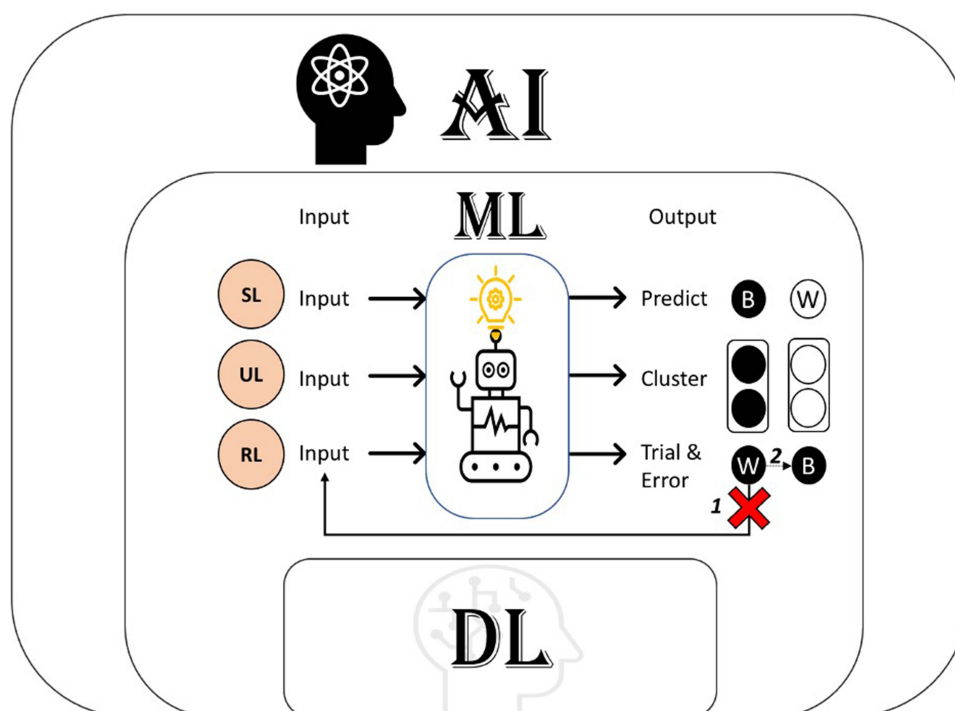 AI
ML
Input
Output
SL
Input
Predict
B
W
UL
Input
Cluster
RL
Input
Trial &
Error
W
2
B
1
DL